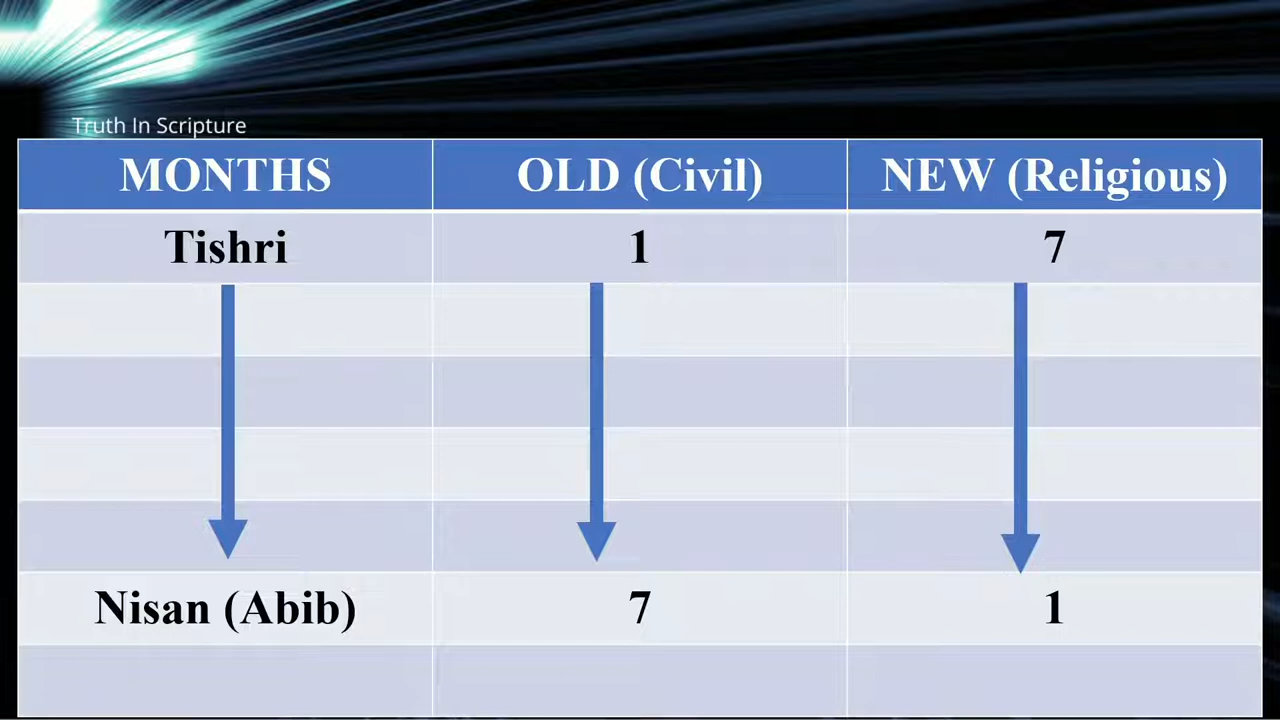 Truth In Scripture
MONTHS OLD (Civil) NEW (Religious)
Tishri 1 7
Nisan (Abib) 7 1